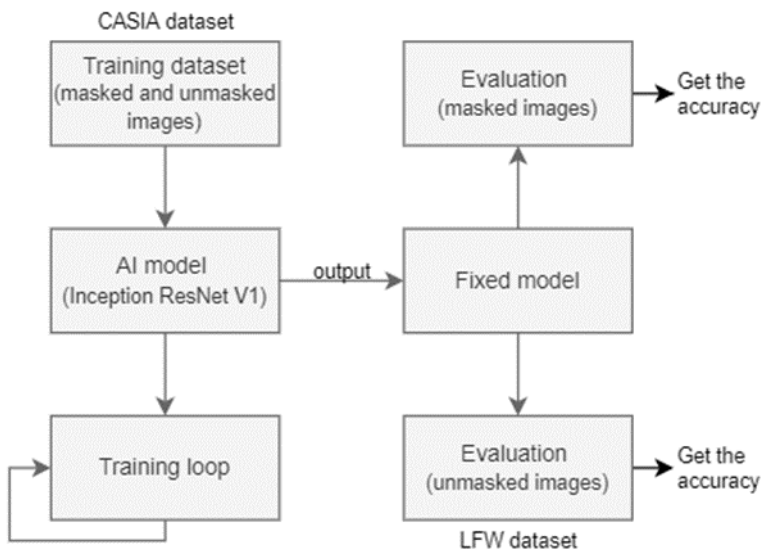 CASIA dataset
Training dataset
(masked and unmasked
images)
AI model
(Inception ResNet V1)
Training loop
output
Evaluation
(masked images)
Get the
accuracy
Fixed model
Evaluation
(unmasked images)
Get the
accuracy
LFW dataset